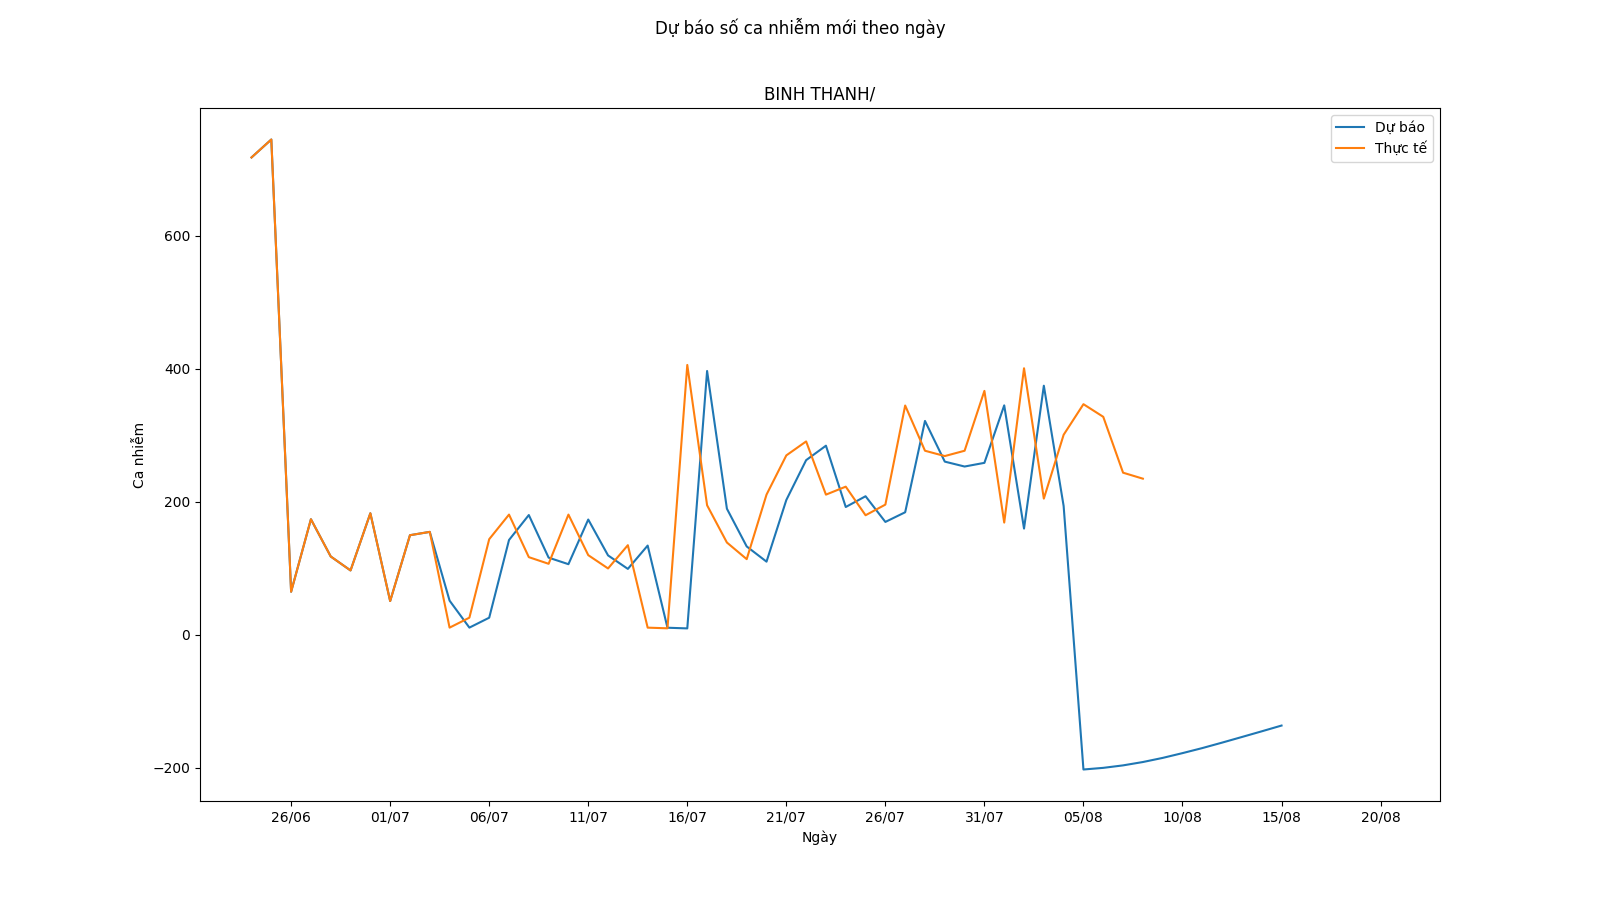 Dự báo số ca nhiễm mới theo ngày
BINH THANH/
Dự báo
Thực tế
600
400
200
0
−200
Ca nhiễm
26/06 01/07 06/07 11/07 16/07 21/07 26/07 31/07 05/08 10/08 15/08 20/08
Ngày